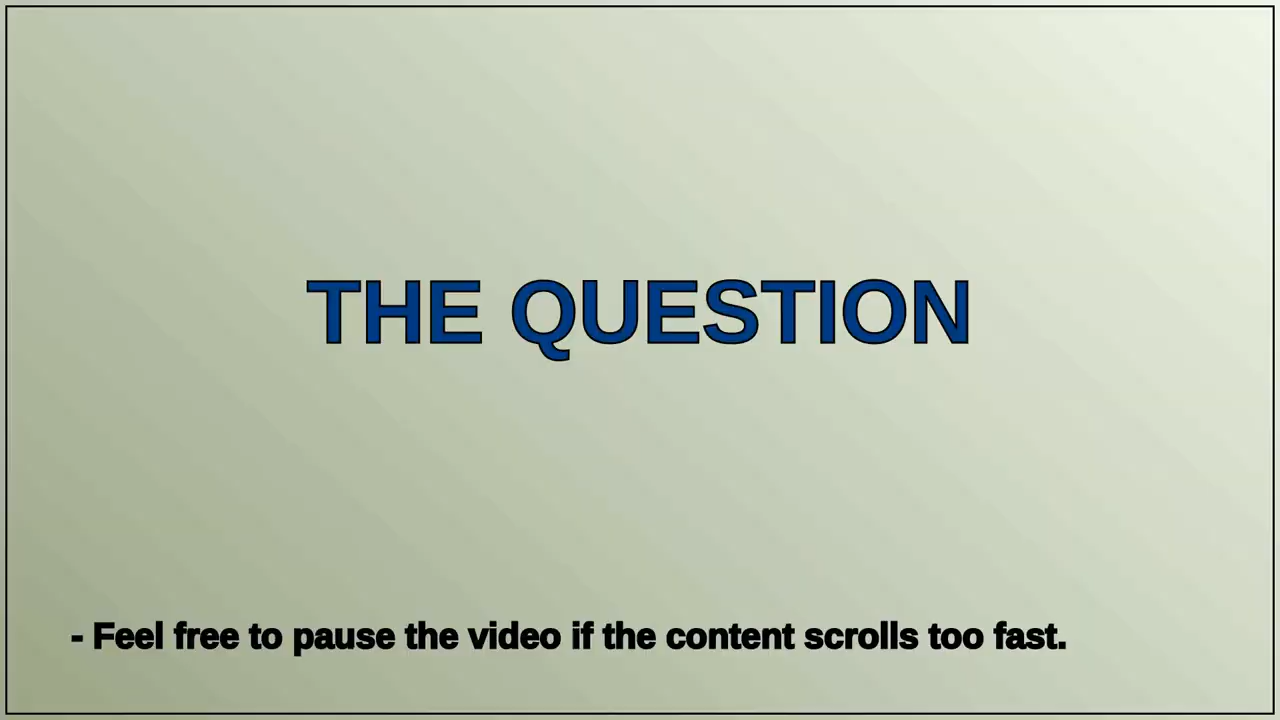 THE QUESTION
- Feel free to pause the video if the content scrolls too fast.